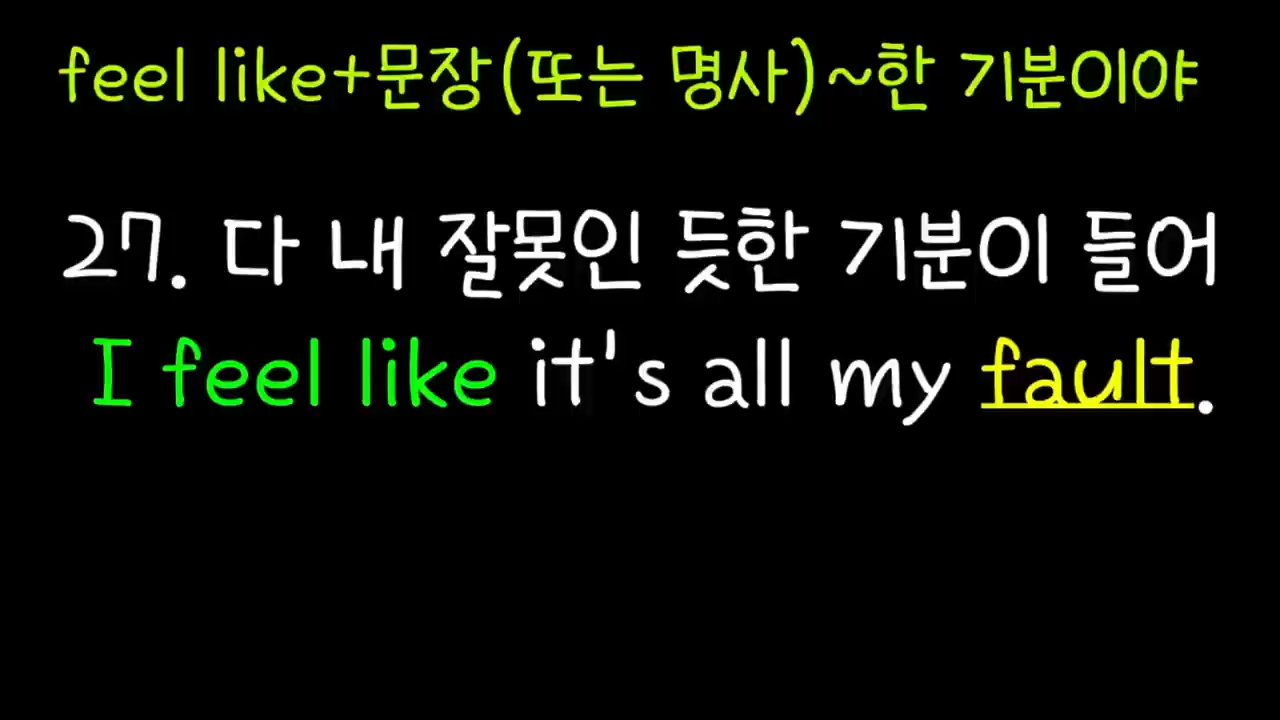 feel like+문장(또는 명사)~한 기분이야
27. 다 내 잘못인 듯한 기분이 들어
I feel like it's all my fault.